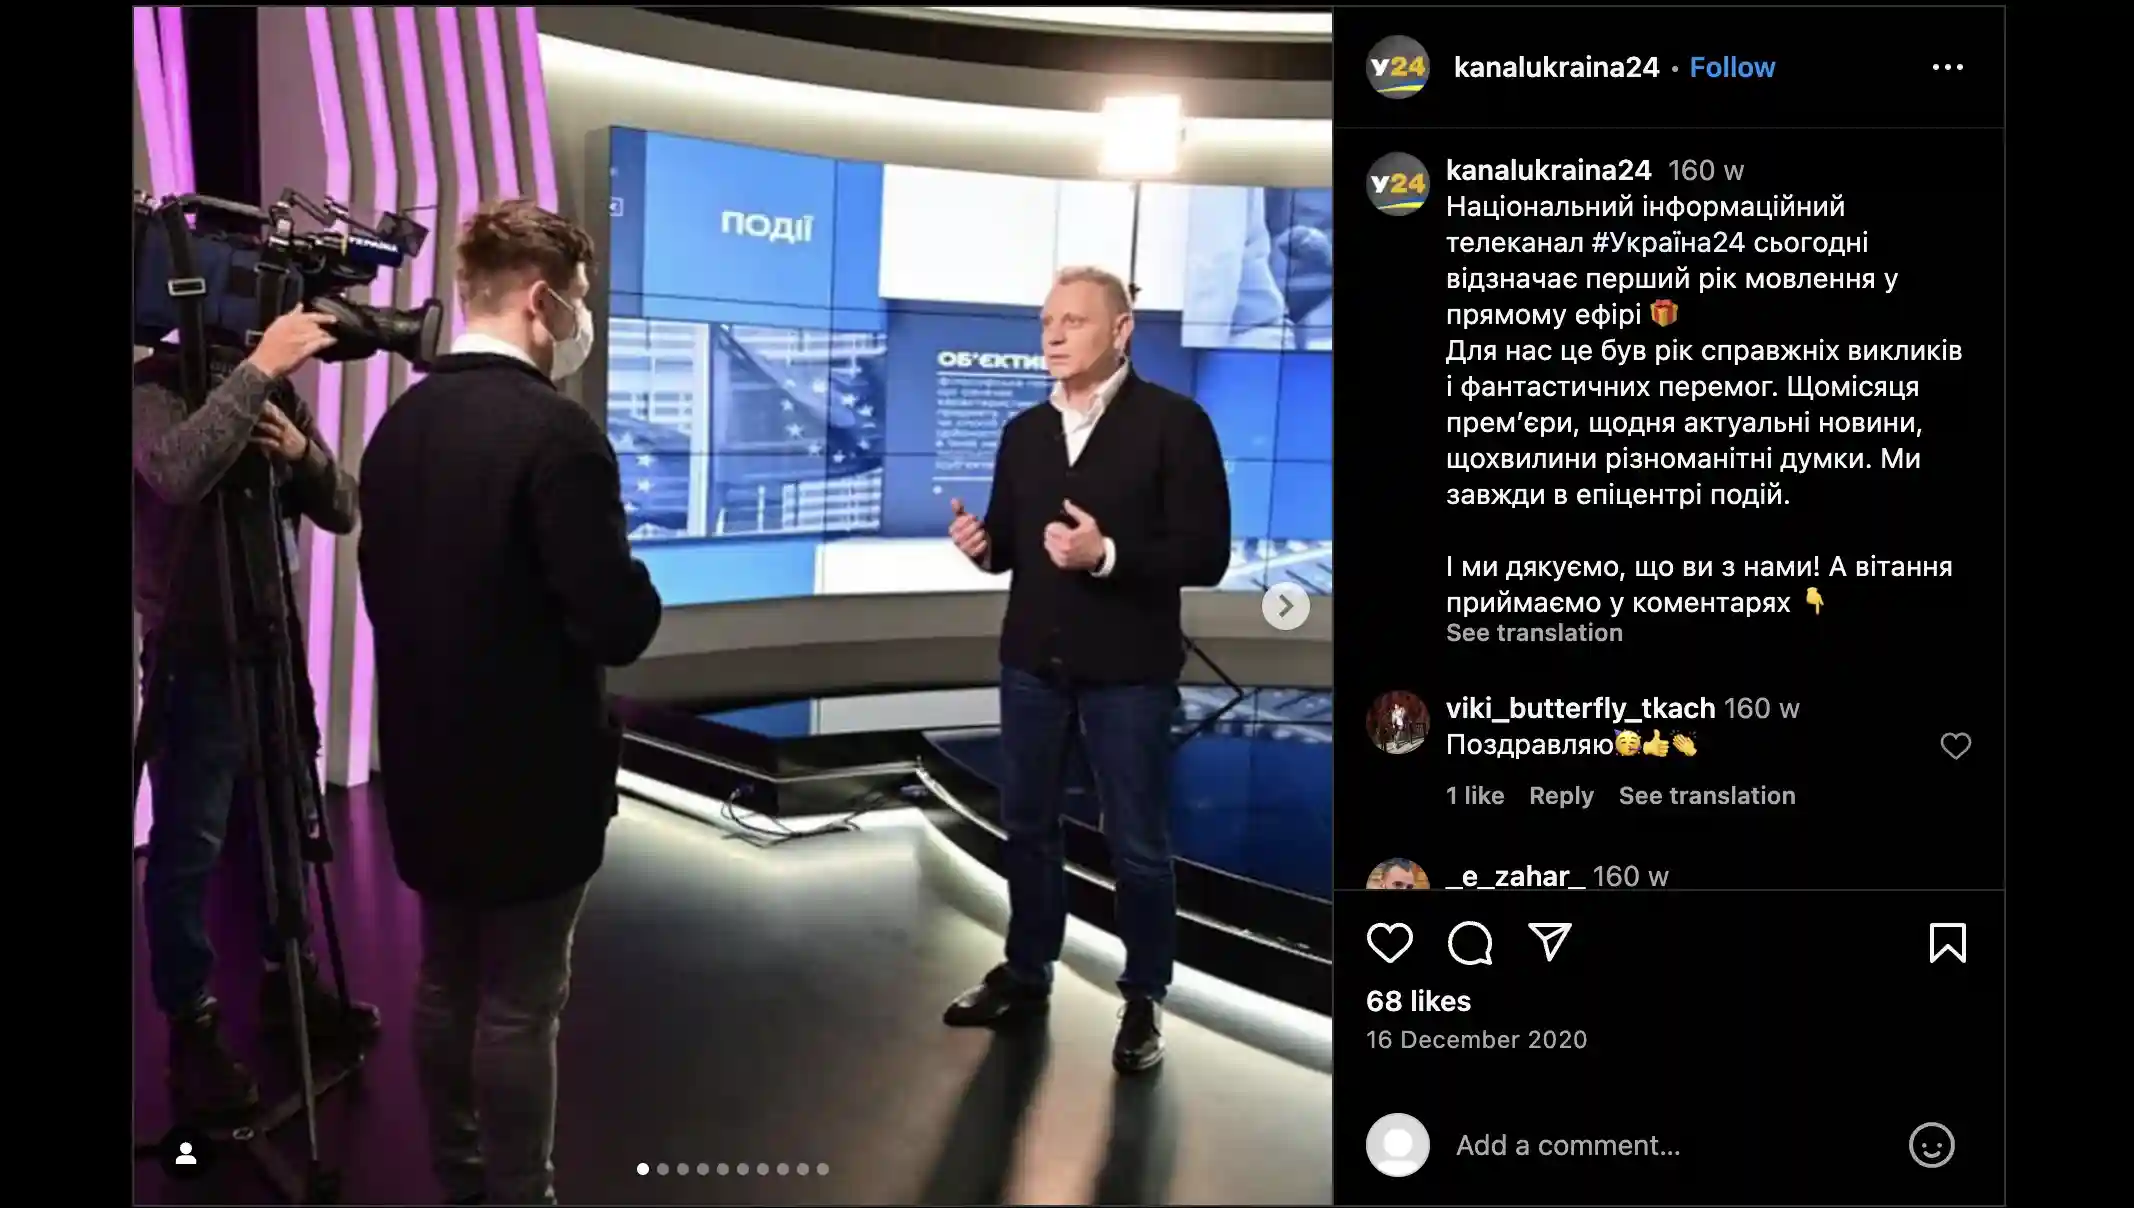 УКРАЇНА
ПОДІЇ
ОБ'ЄКТИВ
У24
kanalukraina24 • Follow
У24
kanalukraina24 160 w
Національний інформаційний
телеканал #Україна24 сьогодні
відзначає перший рік мовлення у
прямому ефірі 🎁
Для нас це був рік справжніх викликів
і фантастичних перемог. Щомісяця
прем’єри, щодня актуальні новини,
щохвилини різноманітні думки. Ми
завжди в епіцентрі подій.
І ми дякуємо, що ви з нами! А вітання
приймаємо у коментарях 👇
See translation
viki_butterfly_tkach 160 w
Поздравляю🥳👍👏
1 like Reply See translation
_e_zahar_ 160 w
68 likes
16 December 2020
Add a comment...